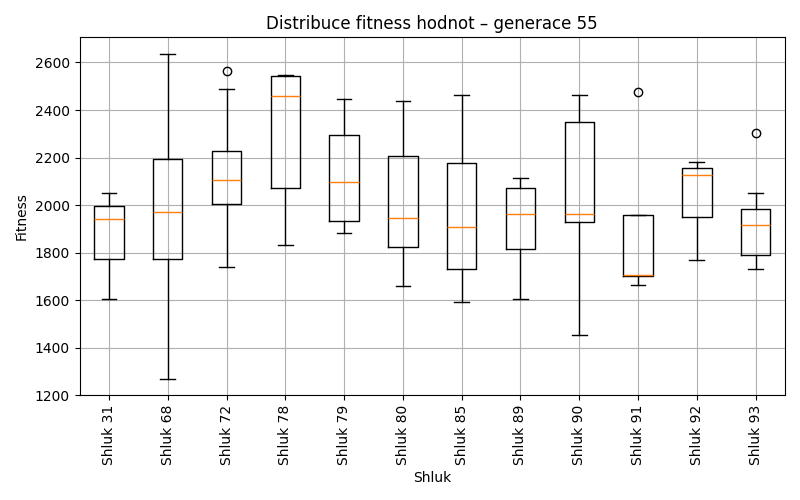 Distribuce fitness hodnot – generace 55
Fitness
2600
2400
2200
2000
1800
1600
1400
1200
Shluk 31
Shluk 68
Shluk 72
Shluk 78
Shluk 79
Shluk 80
Shluk 85
Shluk 89
Shluk 90
Shluk 91
Shluk 92
Shluk 93
Shluk